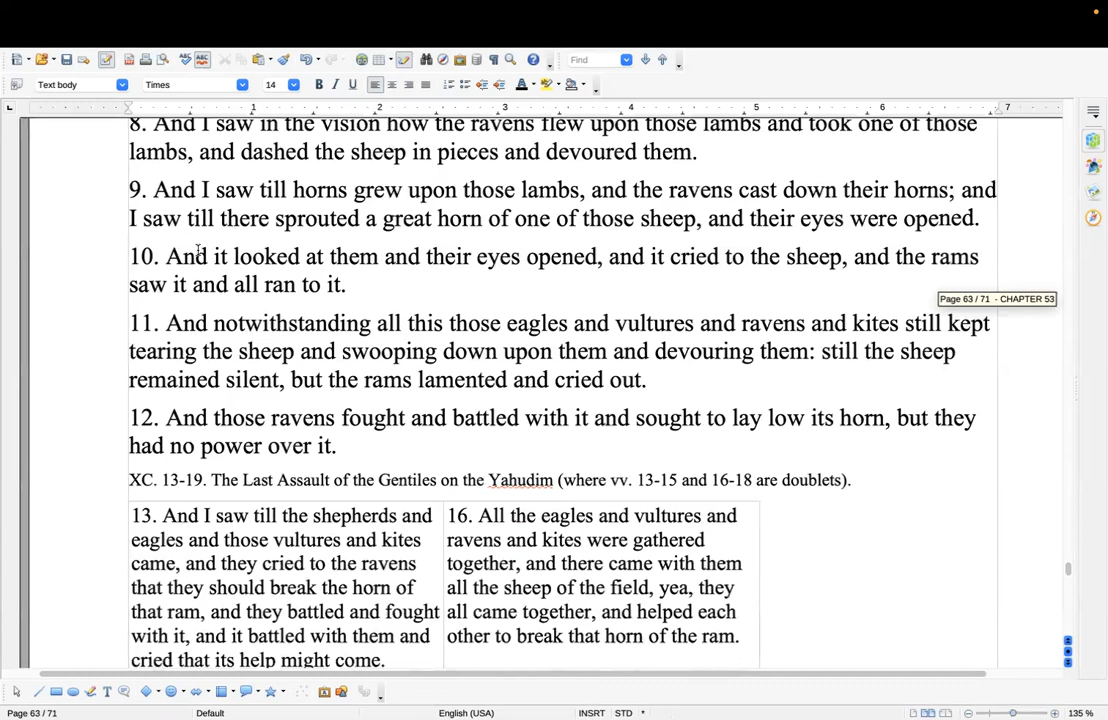 Text body
Times
14
Find
1
2
3
4
5
6
7
8. And I saw in the vision how the ravens flew upon those lambs and took one of those
lambs, and dashed the sheep in pieces and devoured them.
9. And I saw till horns grew upon those lambs, and the ravens cast down their horns; and
I saw till there sprouted a great horn of one of those sheep, and their eyes were opened.
10. And it looked at them and their eyes opened, and it cried to the sheep, and the rams
saw it and all ran to it.
Page 63 / 71 - CHAPTER 53
11. And notwithstanding all this those eagles and vultures and ravens and kites still kept
tearing the sheep and swooping down upon them and devouring them: still the sheep
remained silent, but the rams lamented and cried out.
12. And those ravens fought and battled with it and sought to lay low its horn, but they
had no power over it.
XC. 13-19. The Last Assault of the Gentiles on the Yahudim (where vv. 13-15 and 16-18 are doublets).
13. And I saw till the shepherds and
eagles and those vultures and kites
came, and they cried to the ravens
that they should break the horn of
that ram, and they battled and fought
with it, and it battled with them and
cried that its help might come.
16. All the eagles and vultures and
ravens and kites were gathered
together, and there came with them
all the sheep of the field, yea, they
all came together, and helped each
other to break that horn of the ram.
Page 63 / 71
Default
English (USA)
INSRT
STD
*
135 %